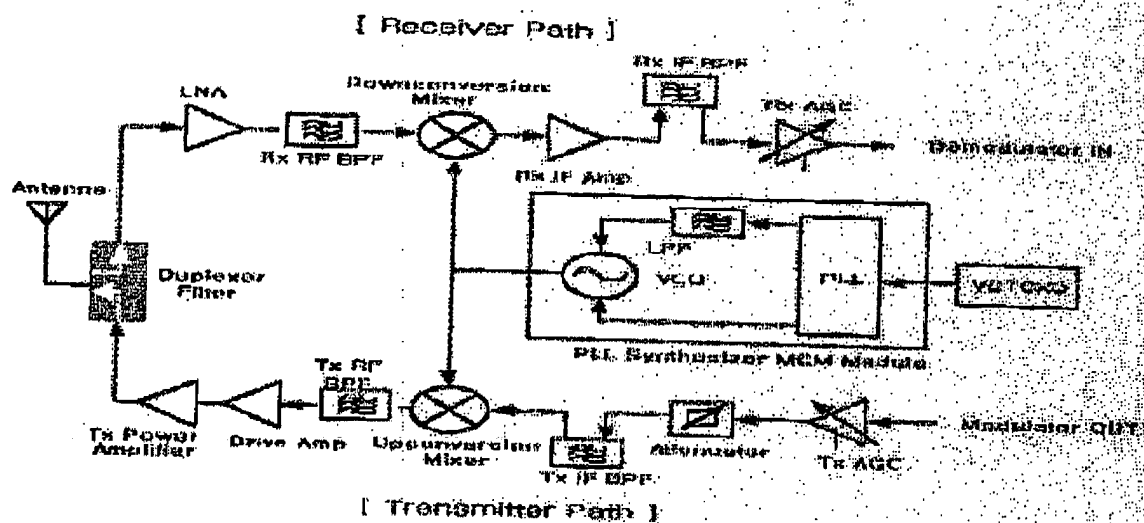 [ Receiver Path ]
LNA
Rx RF BPF
Downconversion
Mixer
Rx IF Amp
Rx IF BPF
AGC
Demodulator IN
Antenna
Duplexer
Filter
LPF
VCO
PLL
PLL Synthesizer MCM Module
Tx RF
BPF
Tx Power
Amplifier
Drive Amp
Upconversion
Mixer
Tx IF BPF
Attenuator
Tx AGC
Modulator OUT
[ Transmitter Path ]